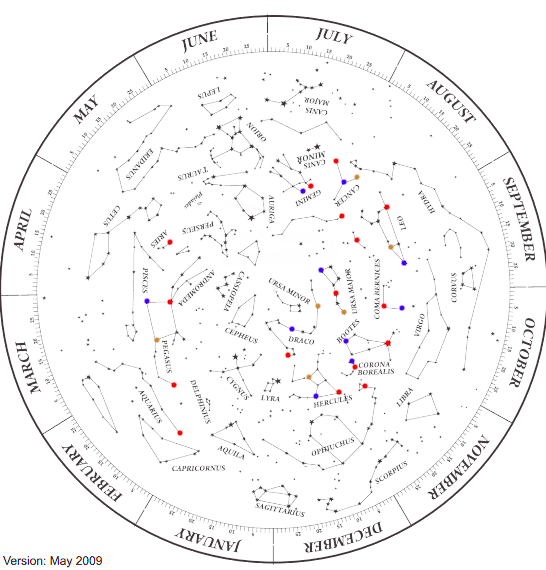 JUNE
JULY
MAY
AUGUST
LEPUS
CANIS
MAJOR
ORION
ERIDANUS
CANIS
MINOR
TAURUS
Pleiades
GEMINI
CANCER
HYDRA
APRIL
SEPTEMBER
CETUS
AURIGA
LEO
PERSEUS
ARIES
PISCES
ANDROMEDA
CASSIOPEIA
URSA MINOR
URSA MAJOR
COMA BERNICES
CORVUS
CEPHEUS
DRACO
BOOTES
VIRGO
MARCH
OCTOBER
PEGASUS
CYGNUS
CORONA
BOREALIS
AQUARIUS
DELPHINIUS
LYRA
HERCULES
LIBRA
AQUILA
OPHIUCHUS
CAPRICORNUS
SCORPIUS
FEBRUARY
NOVEMBER
SAGITTARIUS
JANUARY
DECEMBER
Version: May 2009